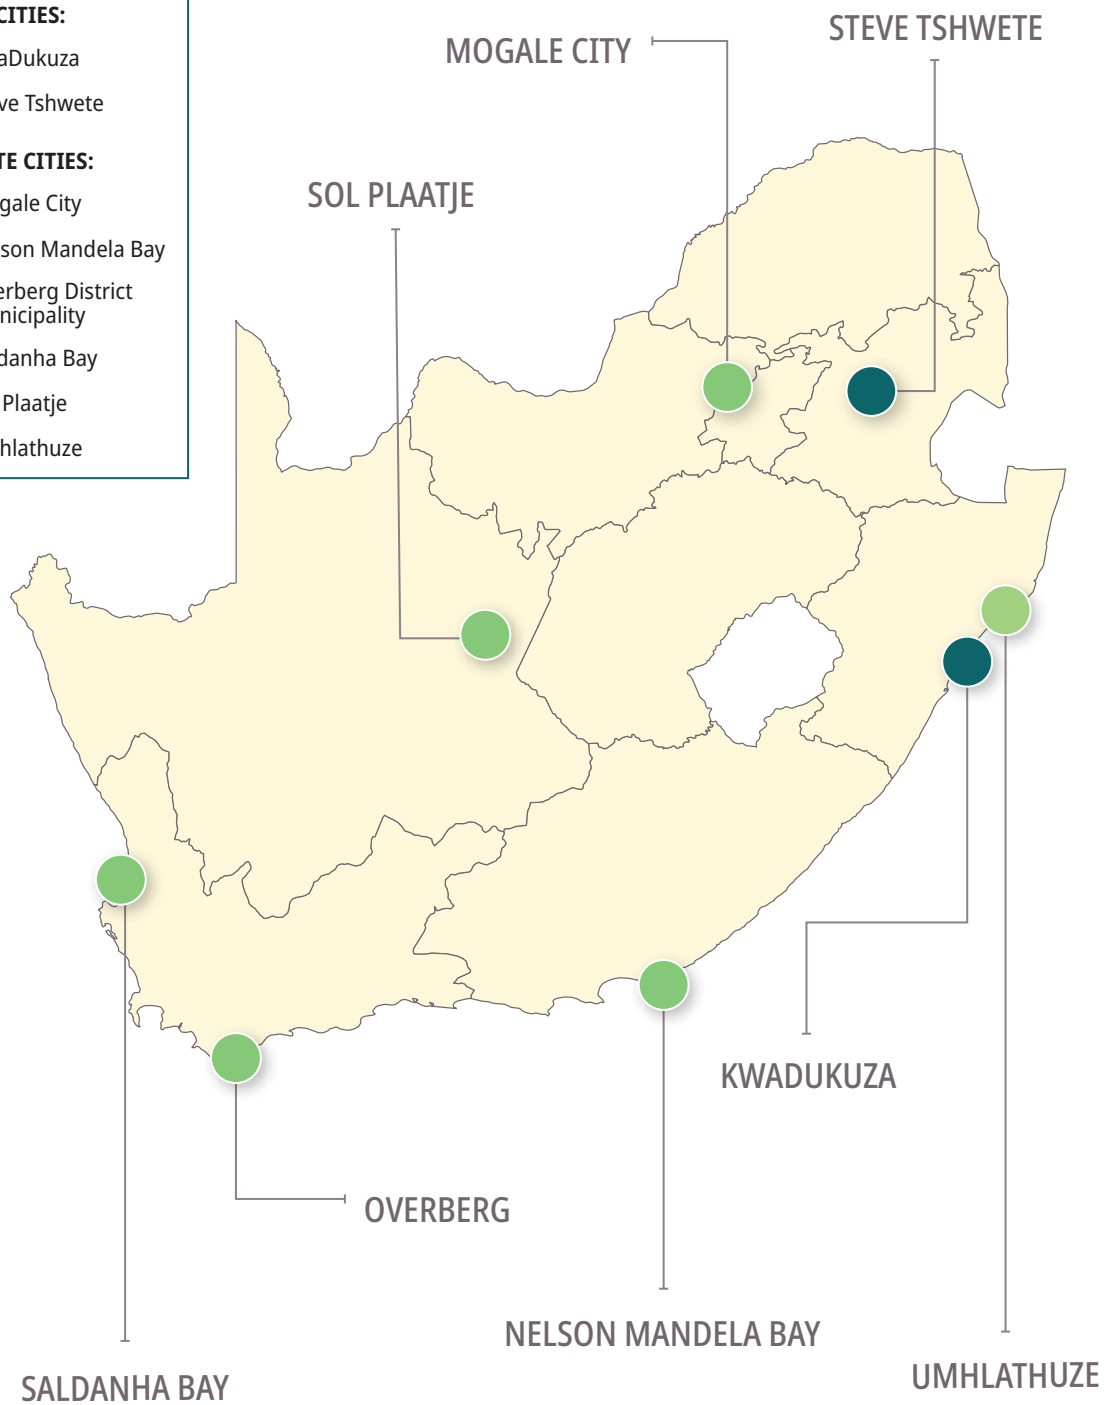 CITIES:
aDukuza
ve Tshwete
TE CITIES:
gale City
son Mandela Bay
erberg District
nicipality
danha Bay
Plaatje
hlathuze
STEVE TSHWETE
MOGALE CITY
SOL PLAATJE
KWADUKUZA
OVERBERG
NELSON MANDELA BAY
UMHLATHUZE
SALDANHA BAY